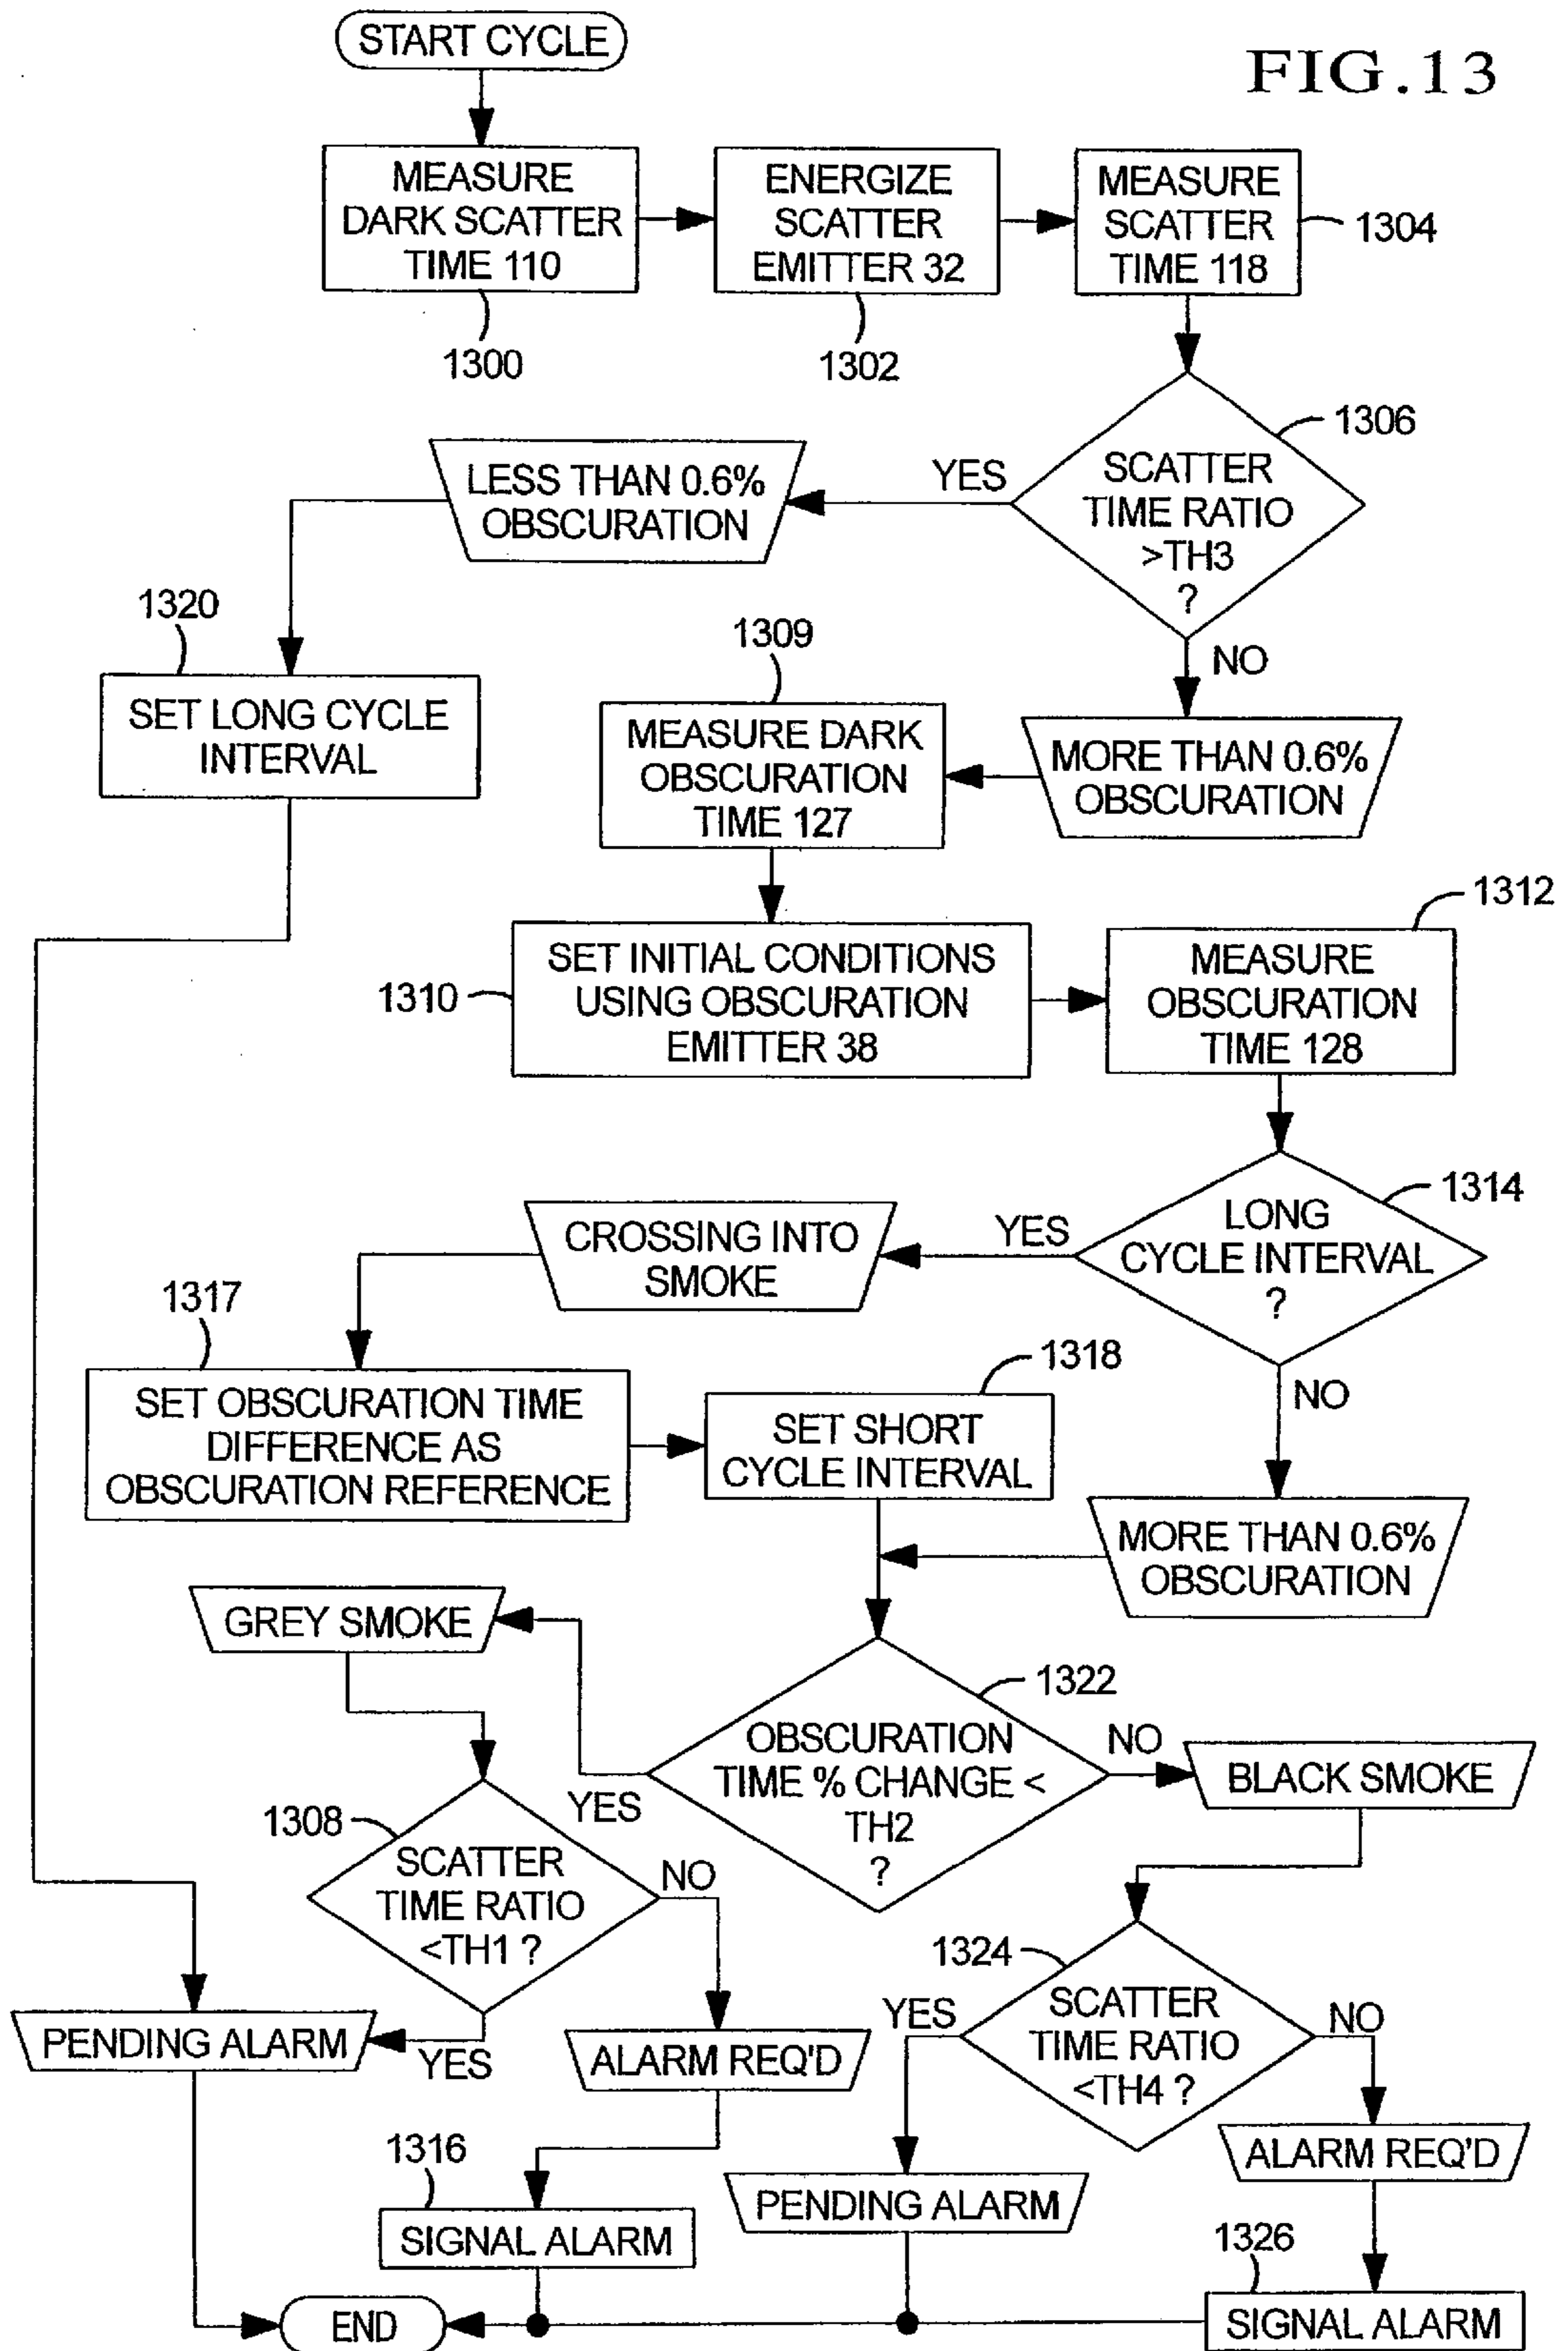 START CYCLE
FIG.13
MEASURE
DARK SCATTER
TIME 110
1300
ENERGIZE
SCATTER
EMITTER 32
1302
MEASURE
SCATTER
TIME 118
1304
SCATTER
TIME RATIO
>TH3
?
1306
YES
LESS THAN 0.6%
OBSCURATION
1320
SET LONG CYCLE
INTERVAL
NO
MORE THAN 0.6%
OBSCURATION
1309
MEASURE DARK
OBSCURATION
TIME 127
1310
SET INITIAL CONDITIONS
USING OBSCURATION
EMITTER 38
1312
MEASURE
OBSCURATION
TIME 128
1314
LONG
CYCLE INTERVAL
?
YES
CROSSING INTO
SMOKE
1317
SET OBSCURATION TIME
DIFFERENCE AS
OBSCURATION REFERENCE
1318
SET SHORT
CYCLE INTERVAL
NO
MORE THAN 0.6%
OBSCURATION
GREY SMOKE
1322
OBSCURATION
TIME % CHANGE <
TH2
?
YES
NO
BLACK SMOKE
1308
SCATTER
TIME RATIO
<TH1 ?
NO
YES
PENDING ALARM
ALARM REQ'D
1324
SCATTER
TIME RATIO
<TH4 ?
YES
NO
ALARM REQ'D
1316
SIGNAL ALARM
PENDING ALARM
1326
SIGNAL ALARM
END